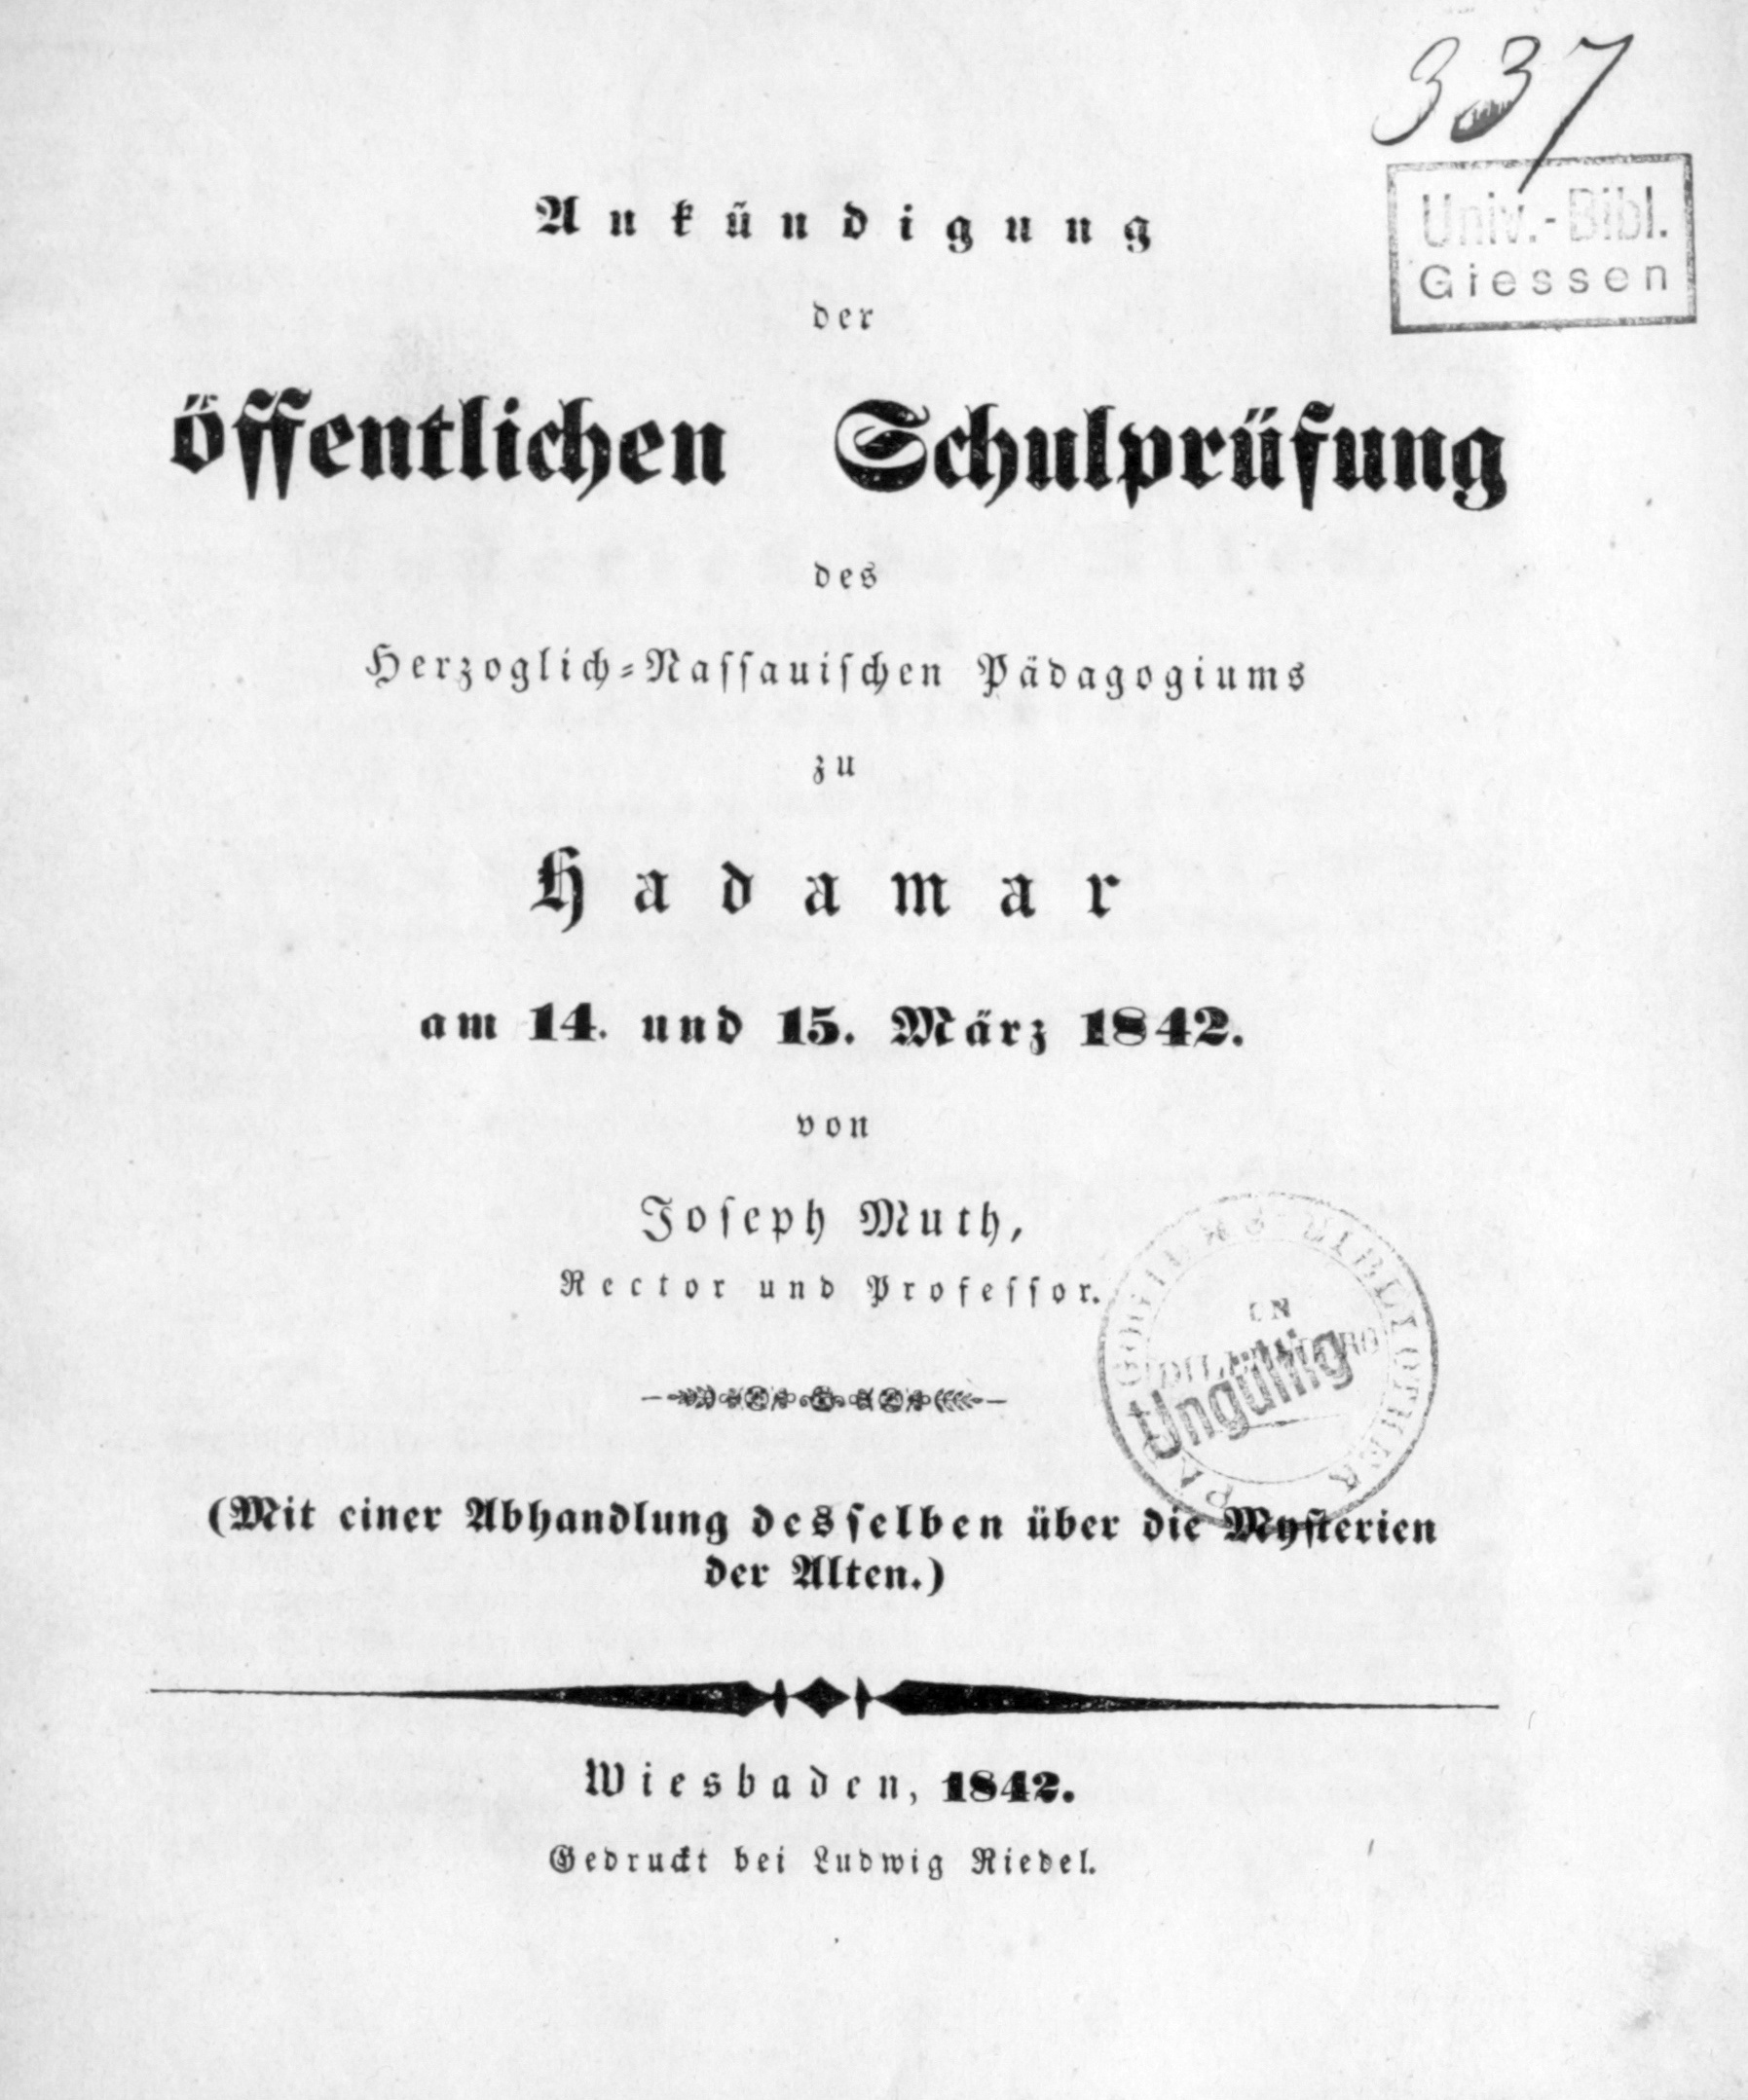 337
Univ.-Bibl.
Giessen
Ankündigung
der
öffentlichen Schulprüfung
des
Herzoglich-Nassauischen Pädagogiums
zu
Hadamar
am 14. und 15. März 1842.
von
Joseph Muth,
Rector und Professor.
BIBLIOTHEK
IN
Ungültig
(Mit einer Abhandlung desselben über die Mysterien
der Alten.)
Wiesbaden, 1842.
Gedruckt bei Ludwig Riedel.